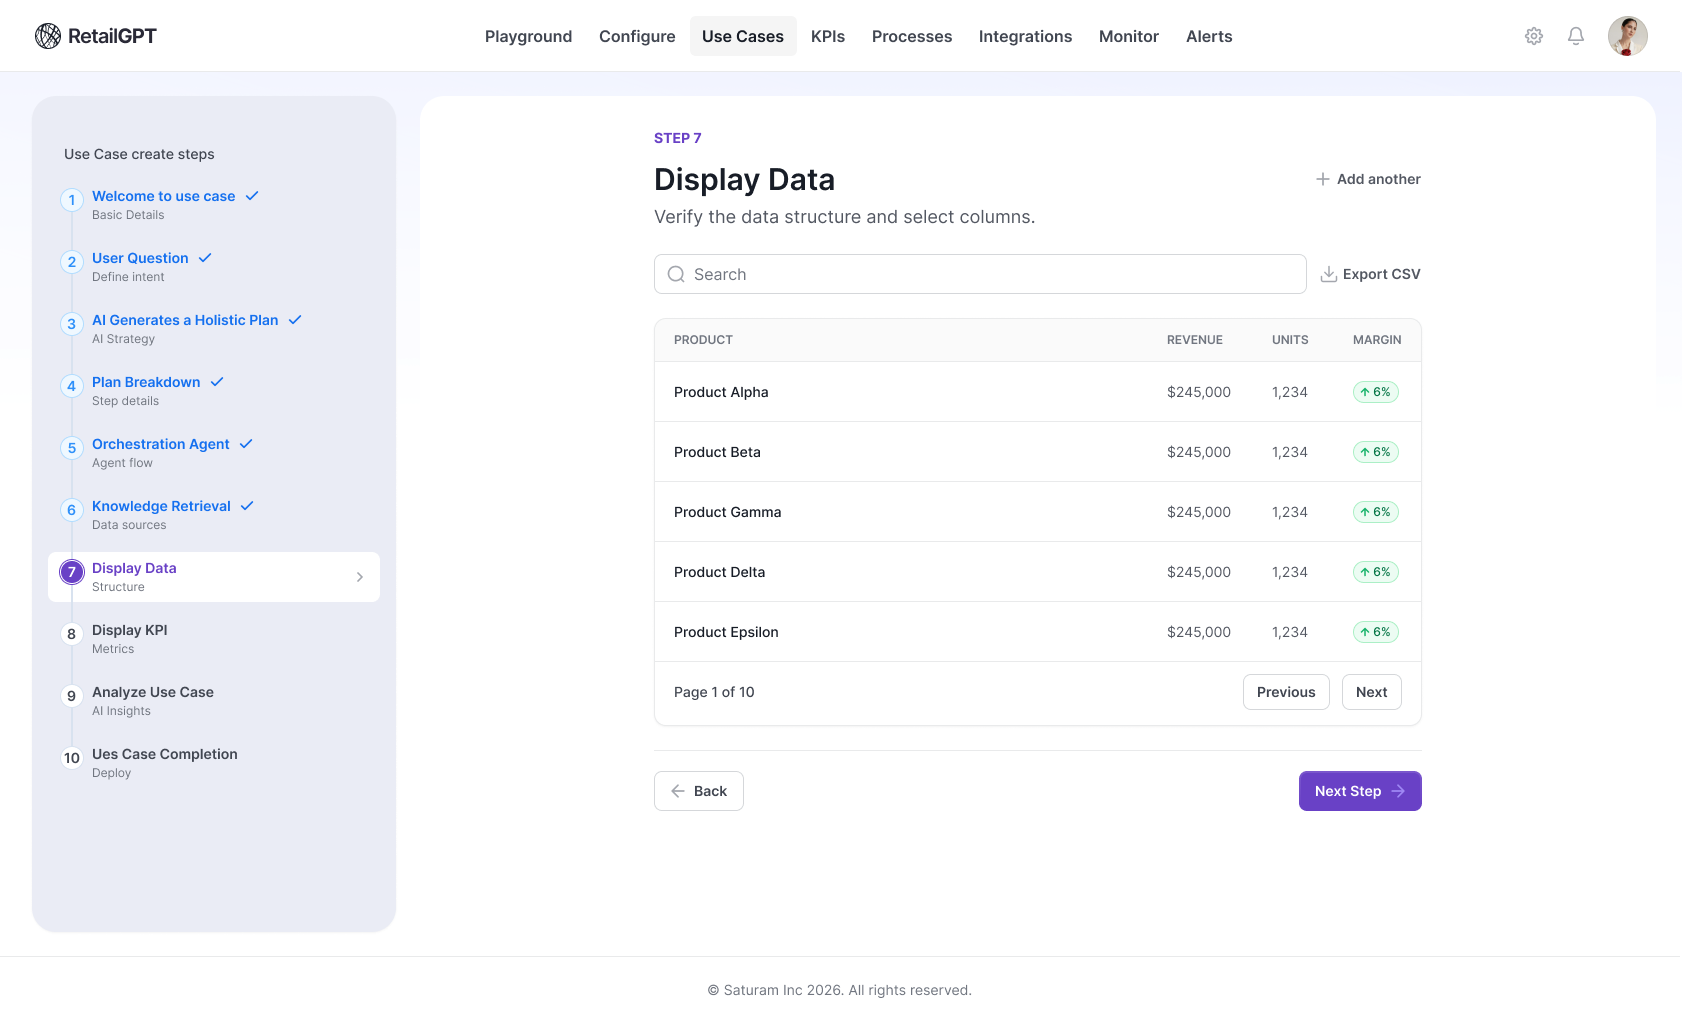 RetailGPT
Playground Configure Use Cases KPIs Processes Integrations Monitor Alerts
Use Case create steps
1 Welcome to use case
Basic Details
2 User Question
Define intent
3 AI Generates a Holistic Plan
AI Strategy
4 Plan Breakdown
Step details
5 Orchestration Agent
Agent flow
6 Knowledge Retrieval
Data sources
7 Display Data
Structure
8 Display KPI
Metrics
9 Analyze Use Case
AI Insights
10 Ues Case Completion
Deploy
STEP 7
Display Data
Add another
Verify the data structure and select columns.
Search
Export CSV
PRODUCT REVENUE UNITS MARGIN
Product Alpha $245,000 1,234 ↑ 6%
Product Beta $245,000 1,234 ↑ 6%
Product Gamma $245,000 1,234 ↑ 6%
Product Delta $245,000 1,234 ↑ 6%
Product Epsilon $245,000 1,234 ↑ 6%
Page 1 of 10 Previous Next
Back Next Step
© Saturam Inc 2026. All rights reserved.